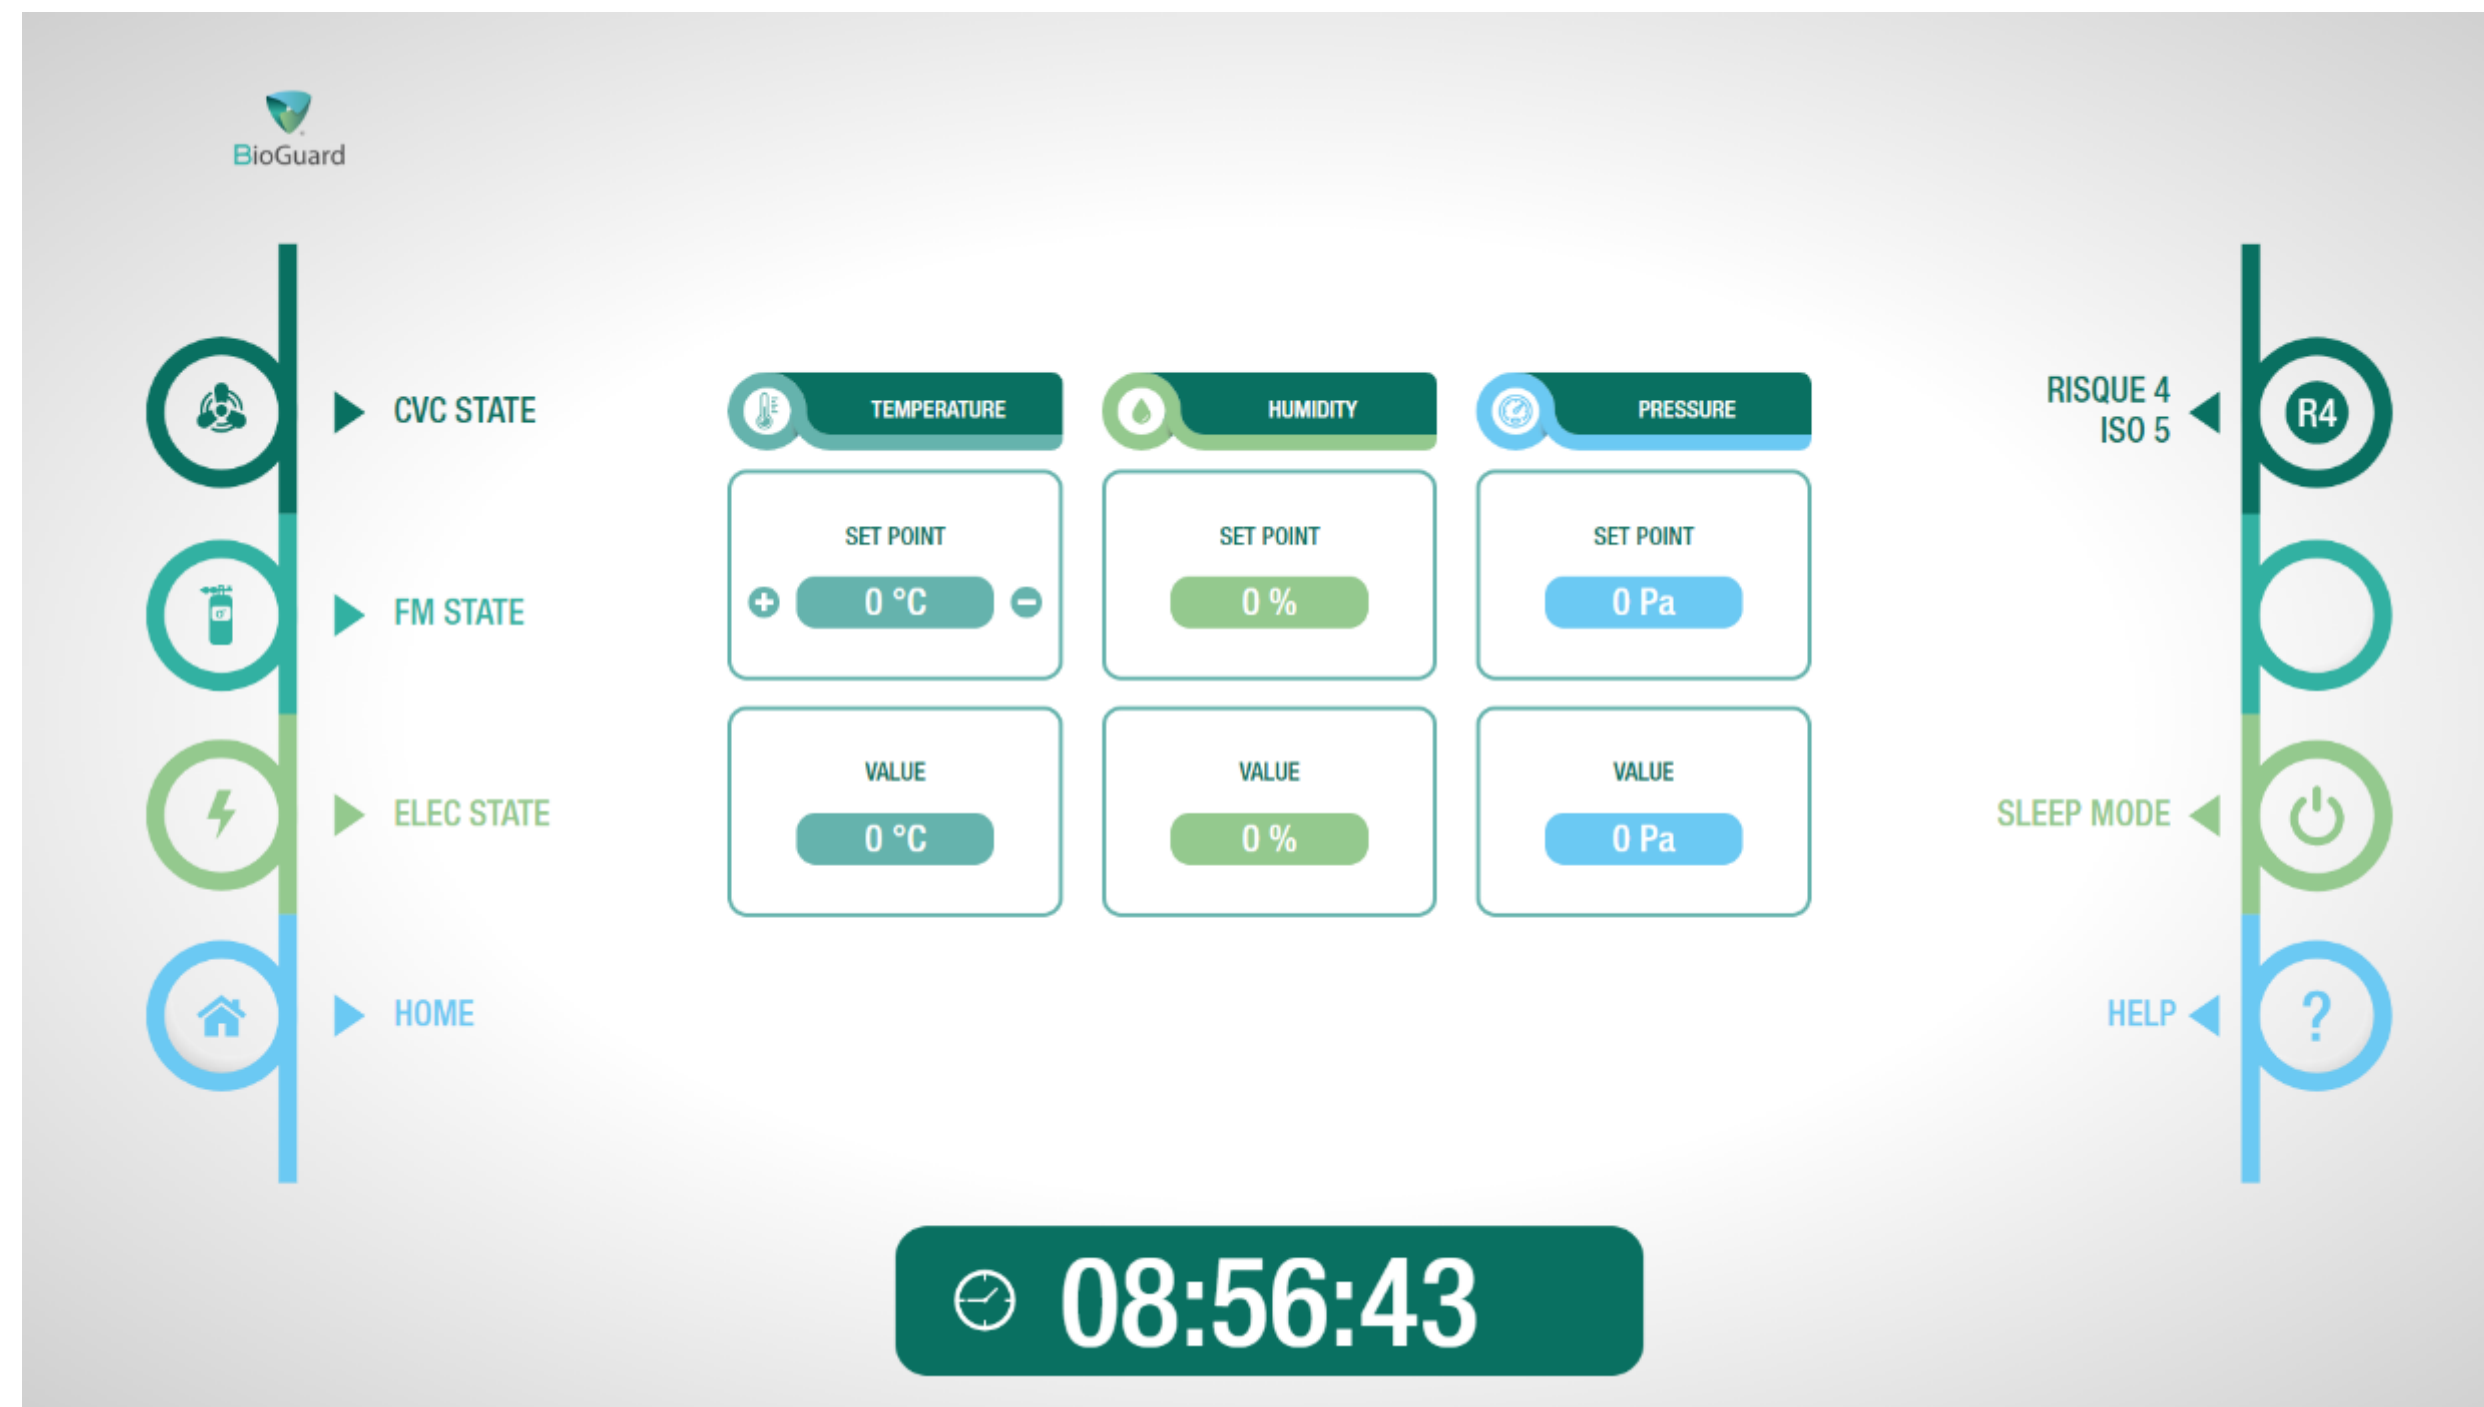 BioGuard
CVC STATE
FM STATE
ELEC STATE
HOME
TEMPERATURE
SET POINT
0 °C
VALUE
0 °C
HUMIDITY
SET POINT
0 %
VALUE
0 %
PRESSURE
SET POINT
0 Pa
VALUE
0 Pa
RISQUE 4
ISO 5
R4
SLEEP MODE
HELP
?
08:56:43